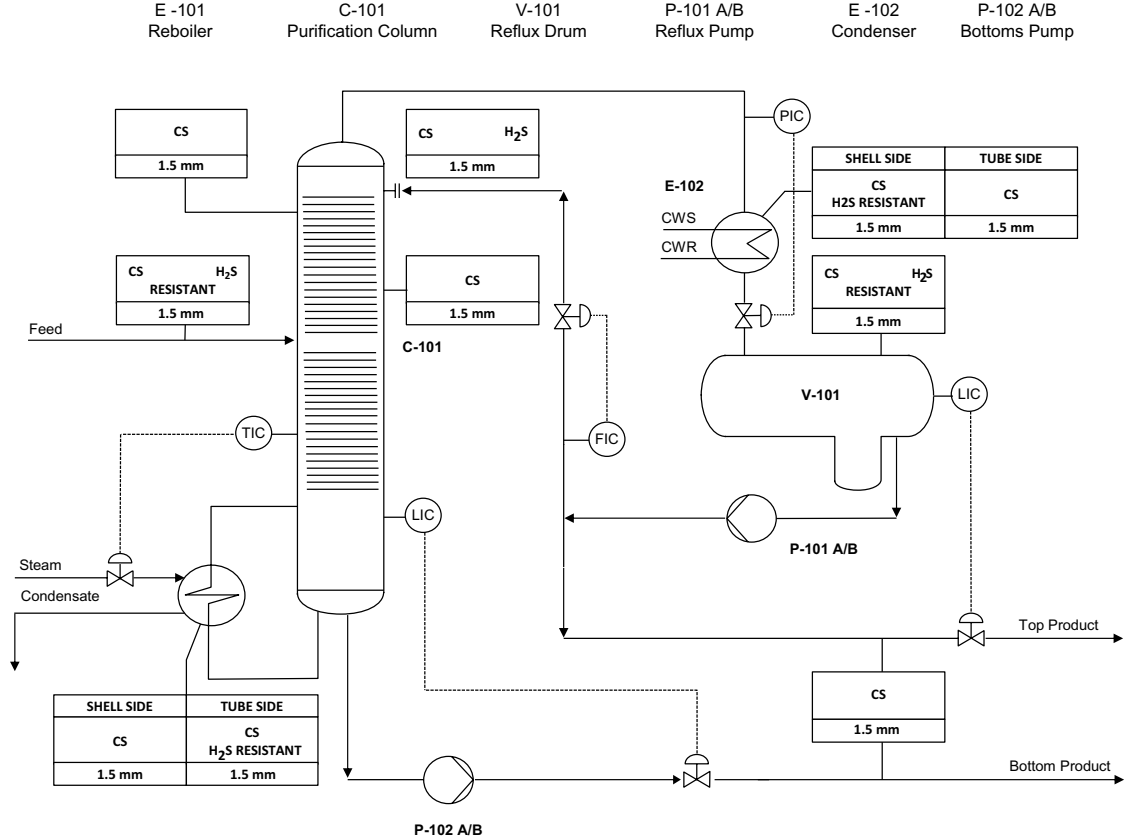 E -101
Reboiler
C-101
Purification Column
V-101
Reflux Drum
P-101 A/B
Reflux Pump
E -102
Condenser
P-102 A/B
Bottoms Pump
CS
1.5 mm
CS H₂S
1.5 mm
PIC
SHELL SIDE TUBE SIDE
CS
H2S RESISTANT
CS
1.5 mm 1.5 mm
E-102
CWS
CWR
CS H₂S
RESISTANT
1.5 mm
CS
1.5 mm
CS H₂S
RESISTANT
1.5 mm
Feed
C-101
V-101
LIC
TIC
FIC
LIC
P-101 A/B
Steam
Condensate
Top Product
SHELL SIDE TUBE SIDE
CS
CS
H₂S RESISTANT
1.5 mm 1.5 mm
CS
1.5 mm
Bottom Product
P-102 A/B